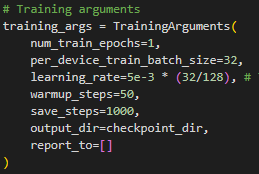 # Training arguments
training_args = TrainingArguments(
    num_train_epochs=1,
    per_device_train_batch_size=32,
    learning_rate=5e-3 * (32/128), #
    warmup_steps=50,
    save_steps=1000,
    output_dir=checkpoint_dir,
    report_to=[]
)